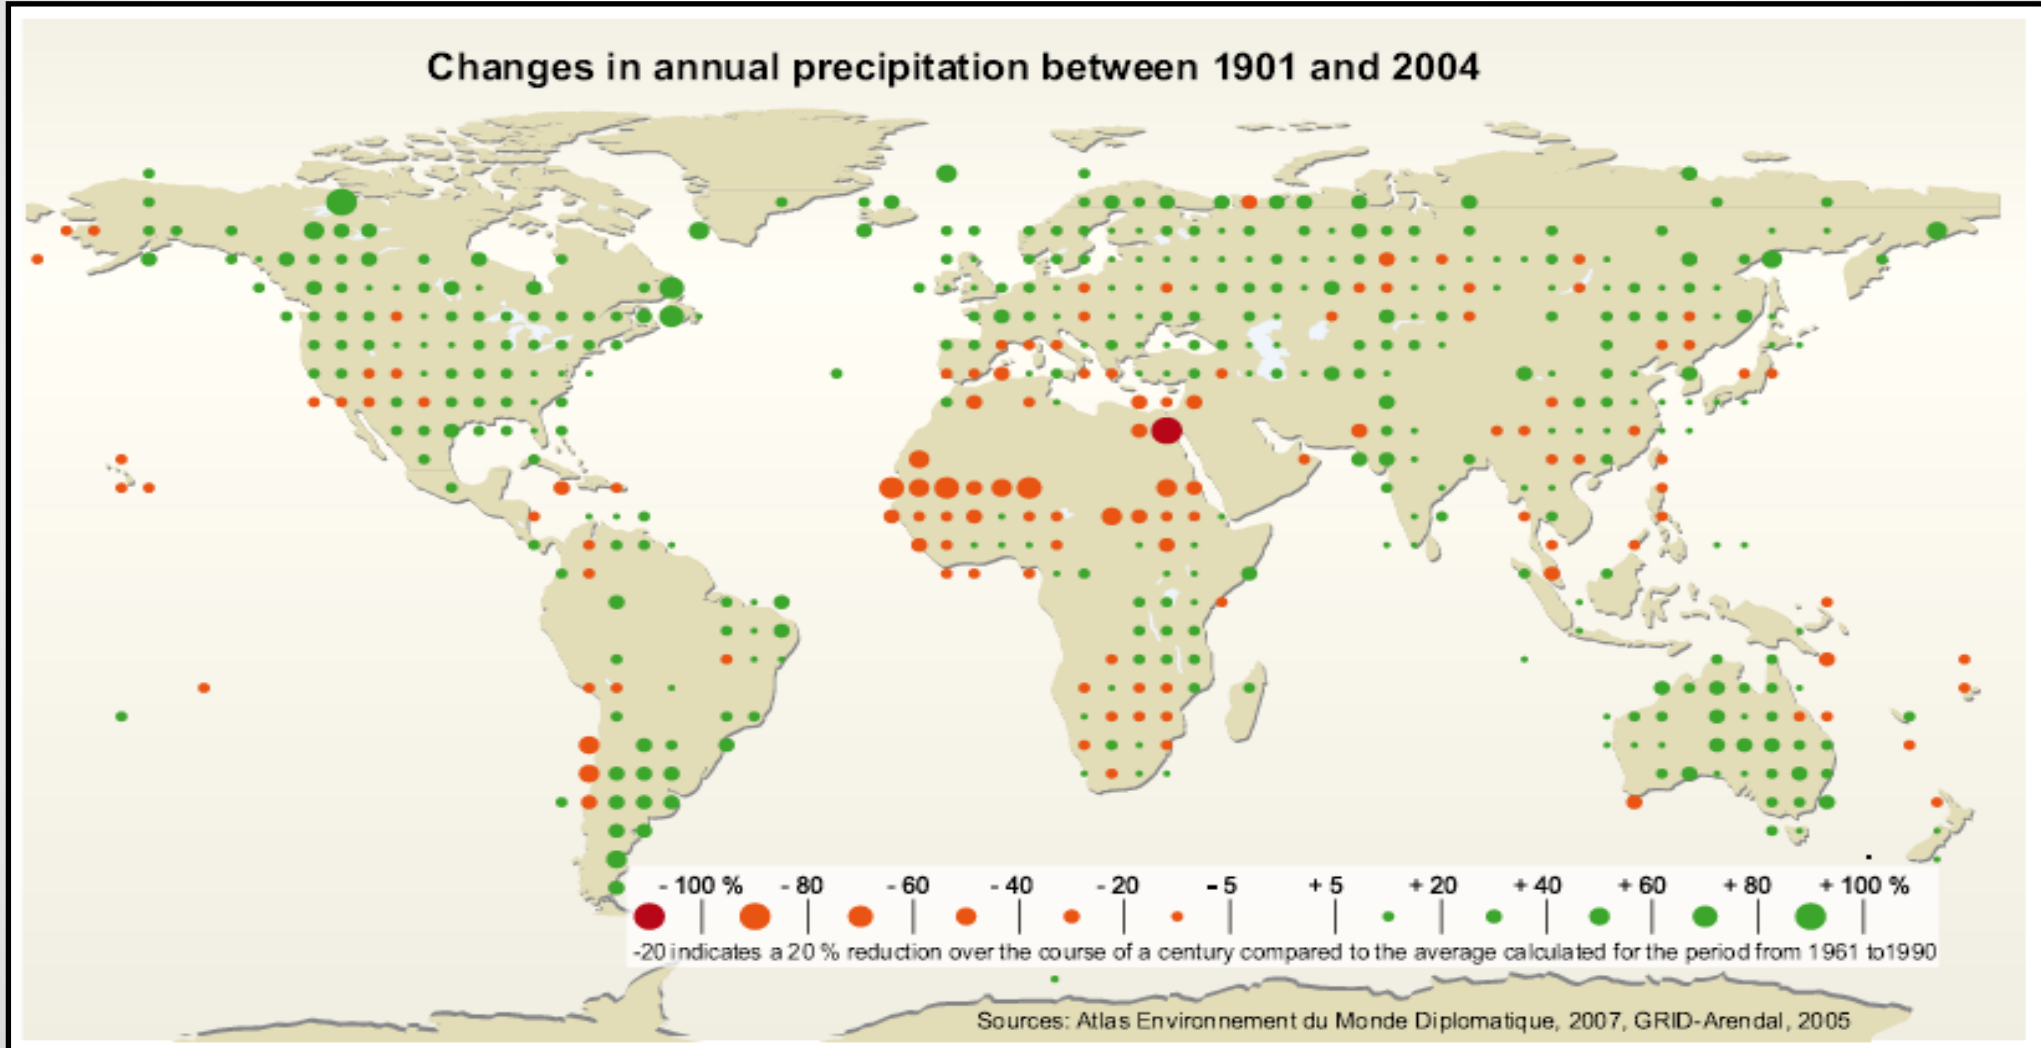 Changes in annual precipitation between 1901 and 2004
- 100 % - 80 - 60 - 40 - 20 - 5 + 5 + 20 + 40 + 60 + 80 + 100 %
-20 indicates a 20 % reduction over the course of a century compared to the average calculated for the period from 1961 to1990
Sources: Atlas Environnement du Monde Diplomatique, 2007, GRID-Arendal, 2005